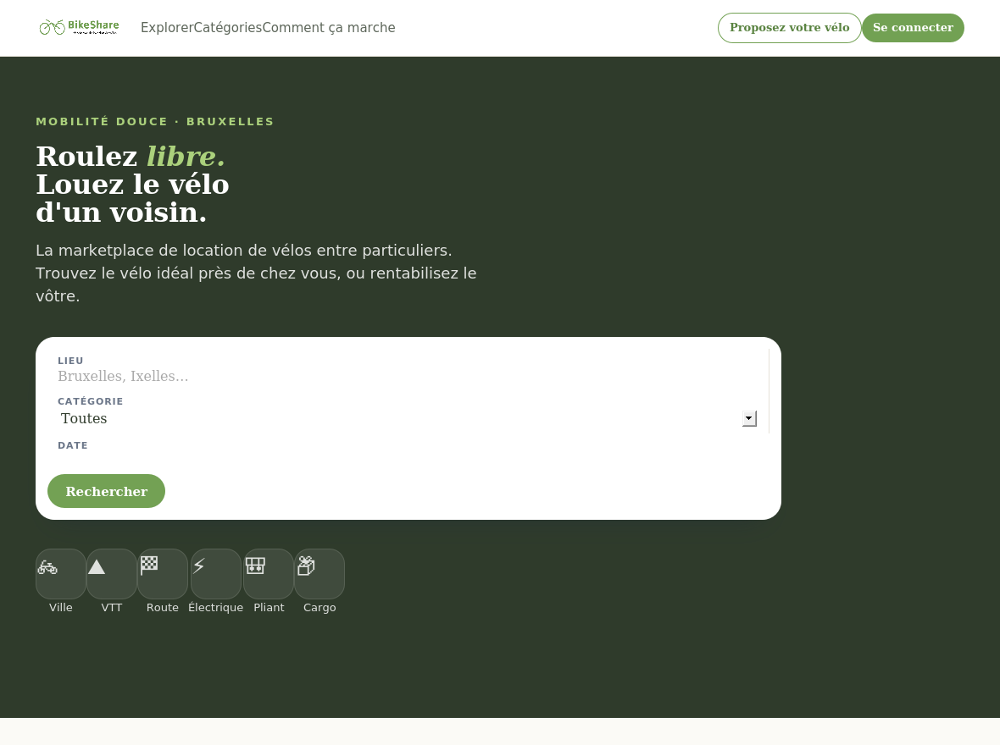 BikeShare
ExplorerCatégoriesComment ça marche
Proposez votre vélo
Se connecter
MOBILITÉ DOUCE · BRUXELLES
Roulez libre.
Louez le vélo
d'un voisin.
La marketplace de location de vélos entre particuliers.
Trouvez le vélo idéal près de chez vous, ou rentabilisez le
vôtre.
LIEU
Bruxelles, Ixelles...
CATÉGORIE
Toutes
DATE
Rechercher
Ville
VTT
Route
Électrique
Pliant
Cargo